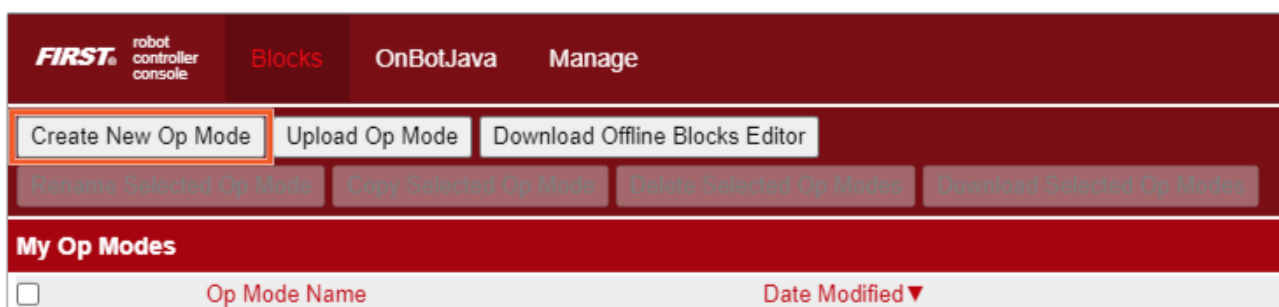 FIRST® robot controller console Blocks OnBotJava Manage
Create New Op Mode Upload Op Mode Download Offline Blocks Editor
Rename Selected Op Mode Copy Selected Op Mode Delete Selected Op Modes Download Selected Op Modes
My Op Modes
Op Mode Name Date Modified▼